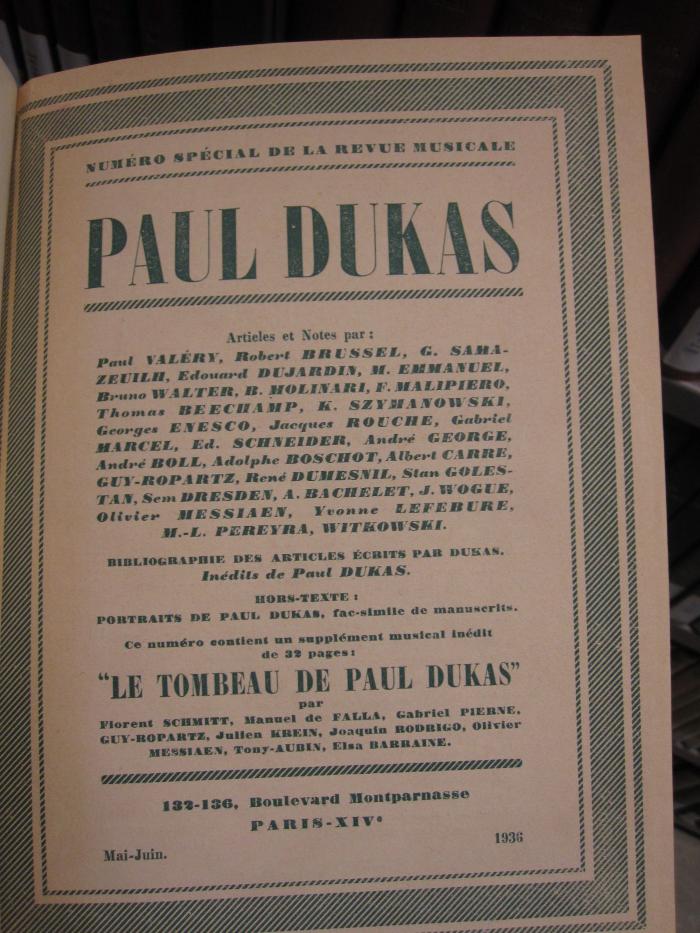 NUMÉRO SPÉCIAL DE LA REVUE MUSICALE
PAUL DUKAS
Articles et Notes par :
Paul VALÉRY, Robert BRUSSEL, G. SAMA-
ZEUILH, Edouard DUJARDIN, M. EMMANUEL,
Bruno WALTER, B. MOLINARI, F. MALIPIERO,
Thomas BEECHAMP, K. SZYMANOWSKI,
Georges ENESCO, Jacques ROUCHE, Gabriel
MARCEL, Ed. SCHNEIDER, André GEORGE,
André BOLL, Adolphe BOSCHOT, Albert CARRE,
GUY-ROPARTZ, René DUMESNIL, Stan GOLES-
TAN, Sem DRESDEN, A. BACHELET, J. WOGUE,
Olivier MESSIAEN, Yvonne LEFEBURE,
M.-L. PEREYRA, WITKOWSKI.
BIBLIOGRAPHIE DES ARTICLES ÉCRITS PAR DUKAS.
Inédits de Paul DUKAS.
HORS-TEXTE :
PORTRAITS DE PAUL DUKAS, fac-simile de manuscrits.
Ce numéro contient un supplément musical inédit
de 32 pages :
"LE TOMBEAU DE PAUL DUKAS"
par
Florent SCHMITT, Manuel de FALLA, Gabriel PIERNE,
GUY-ROPARTZ, Julien KREIN, Joaquin RODRIGO, Olivier
MESSIAEN, Tony-AUBIN, Elsa BARRAINE.
132-136, Boulevard Montparnasse
PARIS-XIVe
Mai-Juin. 1936